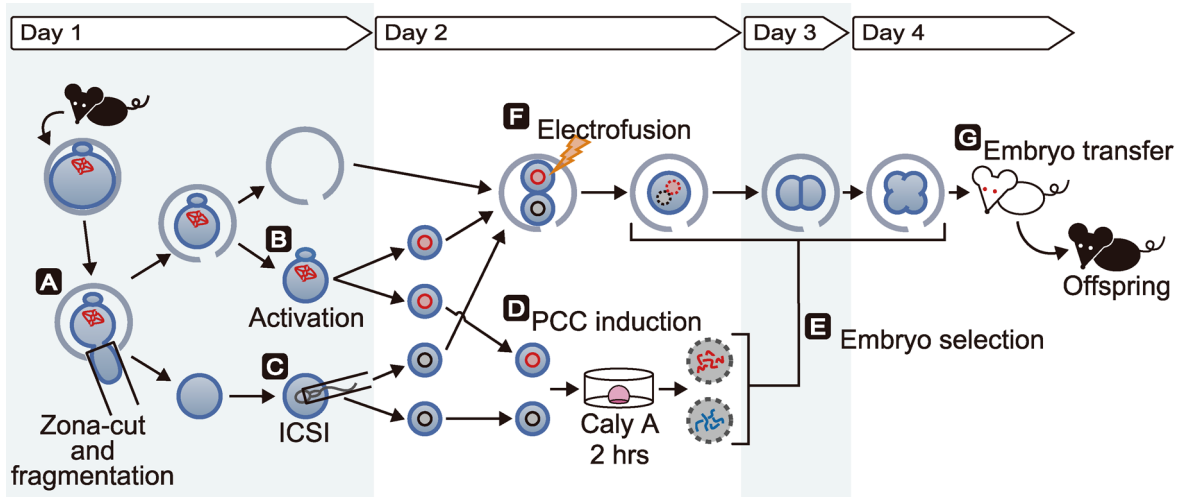 Day 1
Day 2
Day 3
Day 4
A
Zona-cut
and
fragmentation
B
Activation
C
ICSI
D
PCC induction
Caly A
2 hrs
E
Embryo selection
F
Electrofusion
G
Embryo transfer
Offspring